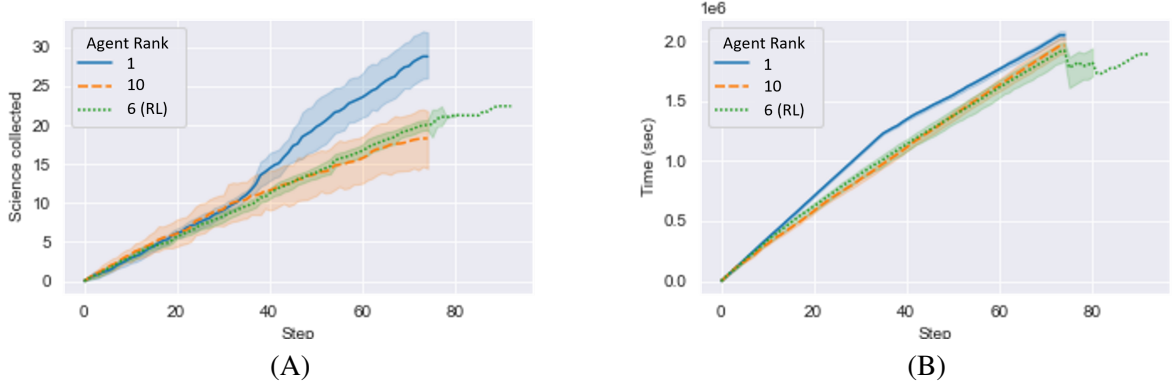 Agent Rank
1
10
6 (RL)
Science collected
30
25
20
15
10
5
0
0 20 40 60 80
Step
(A)
1e6
Agent Rank
1
10
6 (RL)
Time (sec)
2.0
1.5
1.0
0.5
0.0
0 20 40 60 80
Step
(B)